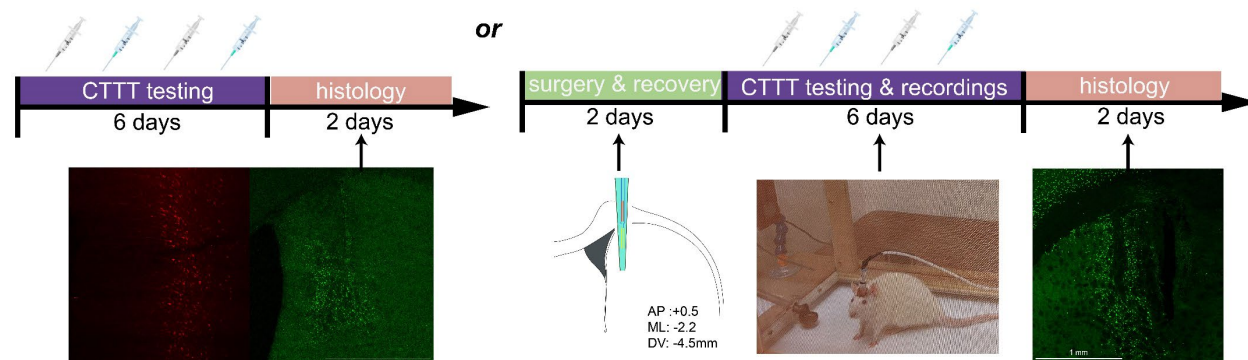 or
CTTT testing
histology
6 days
2 days
surgery & recovery
CTTT testing & recordings
histology
2 days
6 days
2 days
AP :+0.5
ML: -2.2
DV: -4.5mm
1 mm